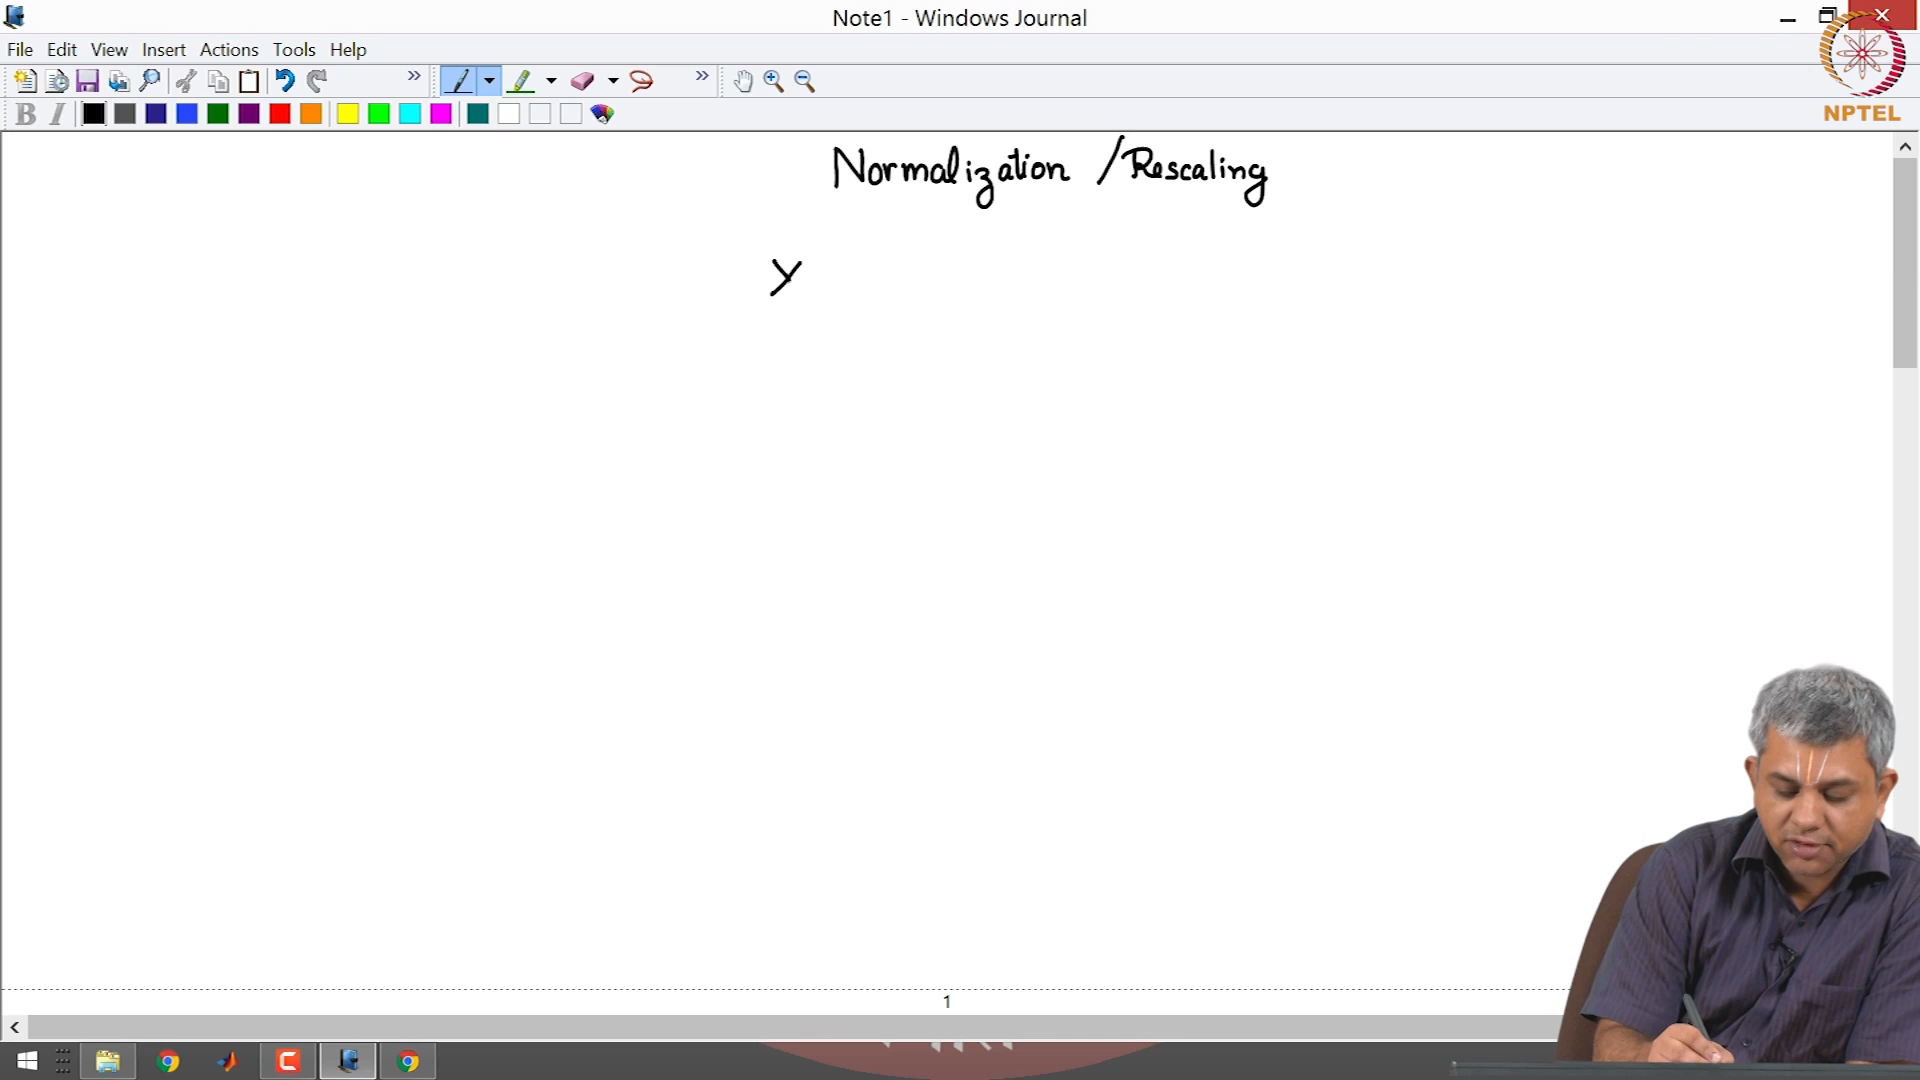 Note1 - Windows Journal
File Edit View Insert Actions Tools Help
B I
NPTEL
Normalization / Rescaling
1